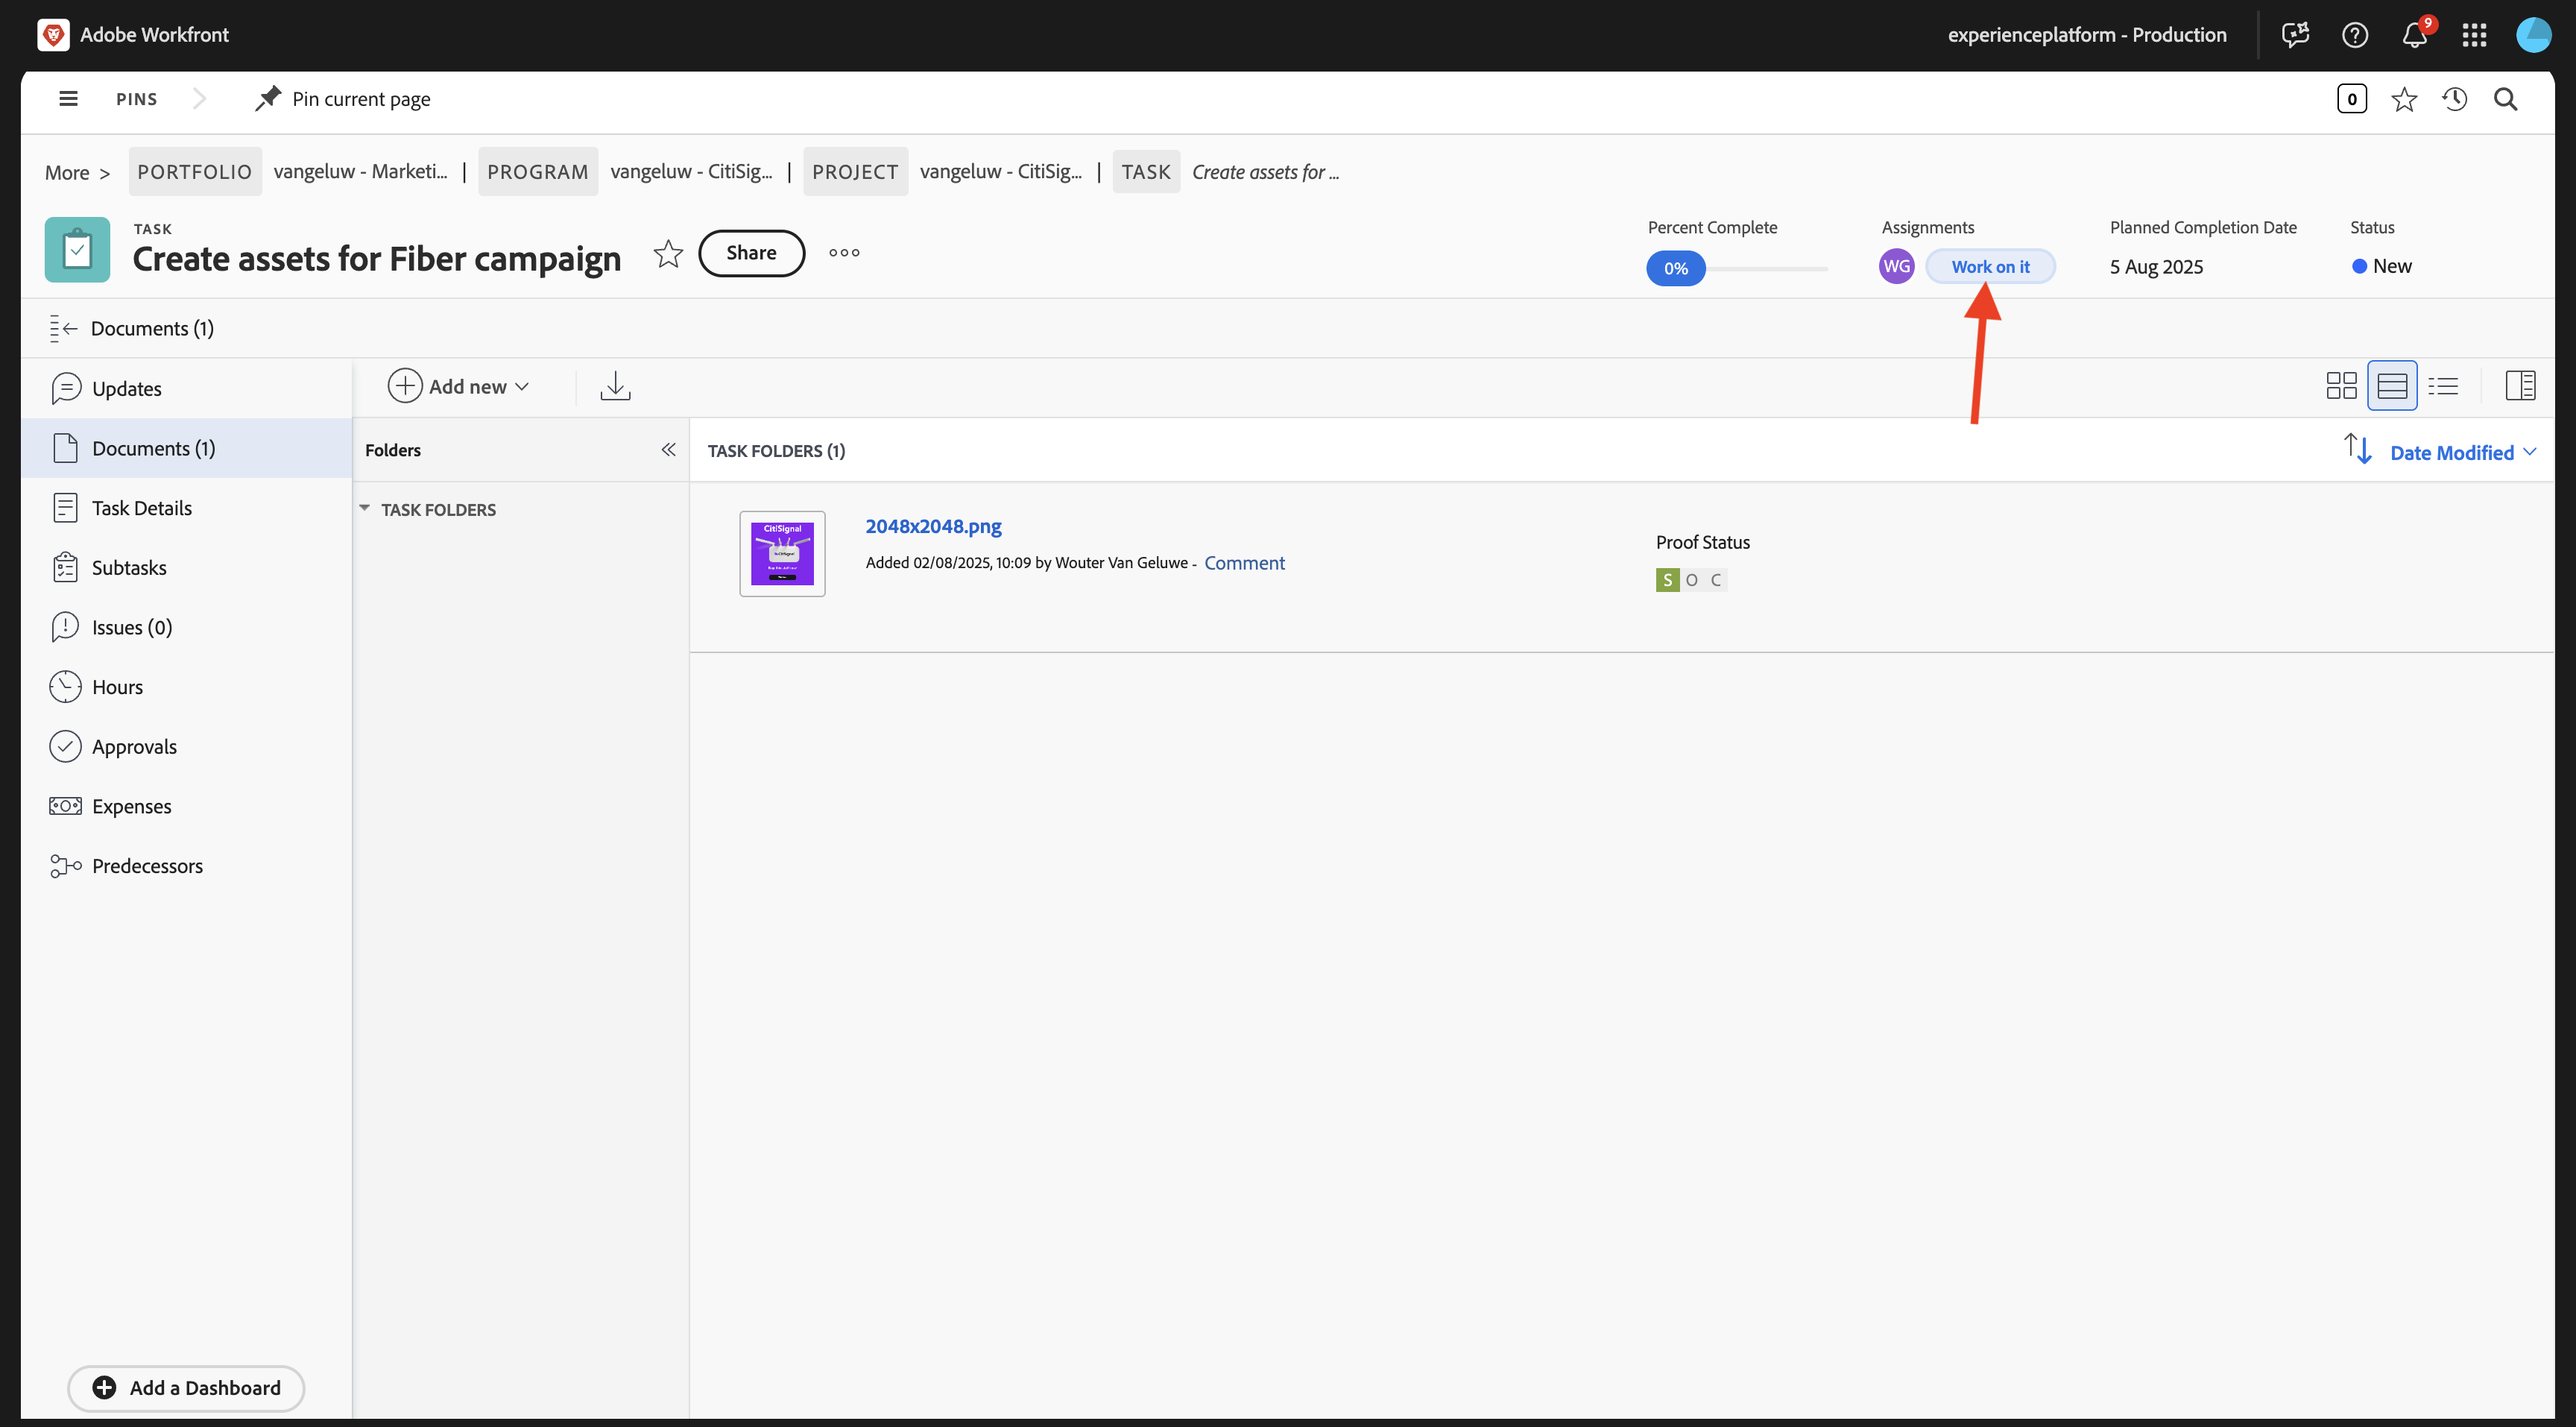 Adobe Workfront
experienceplatform - Production
9
PINS
Pin current page
0
More >
PORTFOLIO
vangeluw - Marketi...
|
PROGRAM
vangeluw - CitiSig...
|
PROJECT
vangeluw - CitiSig...
|
TASK
Create assets for ...
TASK
Create assets for Fiber campaign
Share
Percent Complete
0%
Assignments
WG
Work on it
Planned Completion Date
5 Aug 2025
Status
New
Documents (1)
Updates
Documents (1)
Task Details
Subtasks
Issues (0)
Hours
Approvals
Expenses
Predecessors
Add a Dashboard
Add new
Folders
TASK FOLDERS
TASK FOLDERS (1)
Date Modified
CitiSignal
2048x2048.png
Added 02/08/2025, 10:09 by Wouter Van Geluwe - Comment
Proof Status
S O C